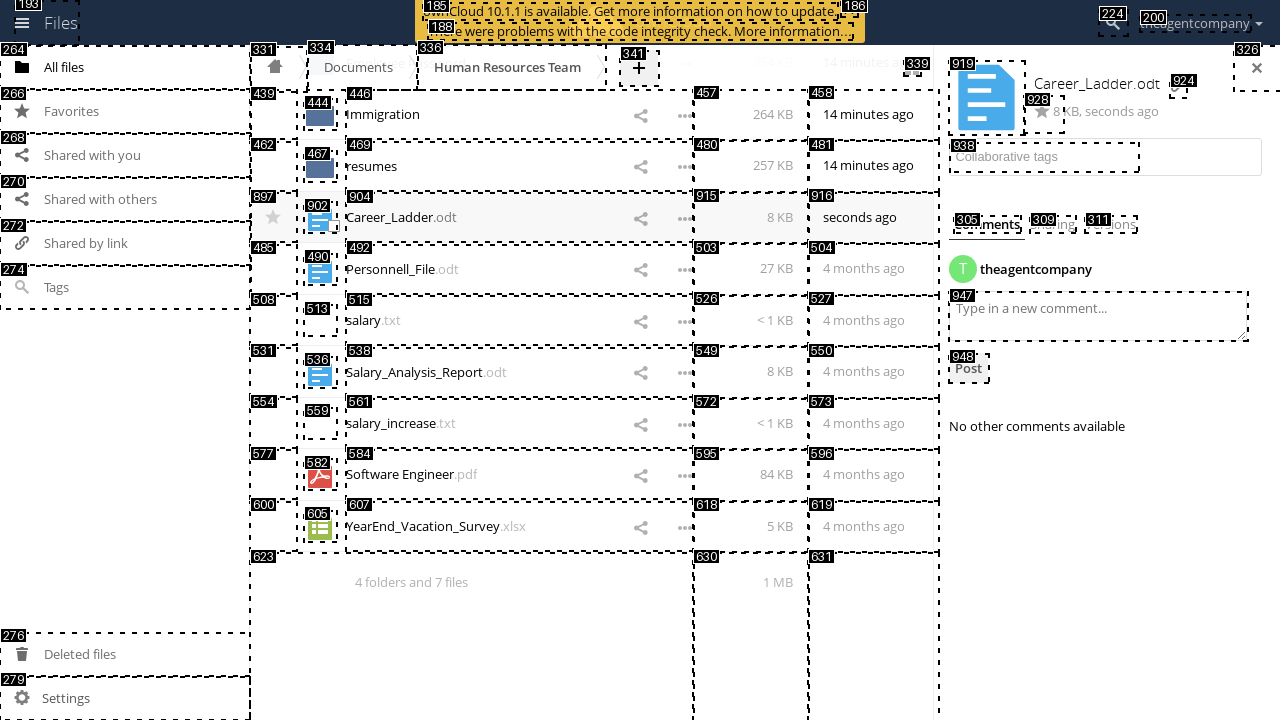 193
Files
185
ownCloud 10.1.1 is available. Get more information on how to update.
186
188
There were problems with the code integrity check. More information…
224
200
theagentcompany
264
All files
266
Favorites
268
Shared with you
270
Shared with others
272
Shared by link
274
Tags
276
Deleted files
279
Settings
331
334
Documents
336
Human Resources Team
341
+
14 minutes ago
339
439
444
446
Immigration
457
264 KB
458
14 minutes ago
462
467
469
resumes
480
257 KB
481
14 minutes ago
897
902
904
Career_Ladder.odt
915
8 KB
916
seconds ago
485
490
492
Personnell_File.odt
503
27 KB
504
4 months ago
508
513
515
salary.txt
526
< 1 KB
527
4 months ago
531
536
538
Salary_Analysis_Report.odt
549
8 KB
550
4 months ago
554
559
561
salary_increase.txt
572
< 1 KB
573
4 months ago
577
582
584
Software Engineer.pdf
595
84 KB
596
4 months ago
600
605
607
YearEnd_Vacation_Survey.xlsx
618
5 KB
619
4 months ago
623
4 folders and 7 files
630
1 MB
631
326
919
Career_Ladder.odt
924
928
8 KB, seconds ago
938
Collaborative tags
305
Comments
309
Sharing
311
Versions
T
theagentcompany
947
Type in a new comment...
948
Post
No other comments available